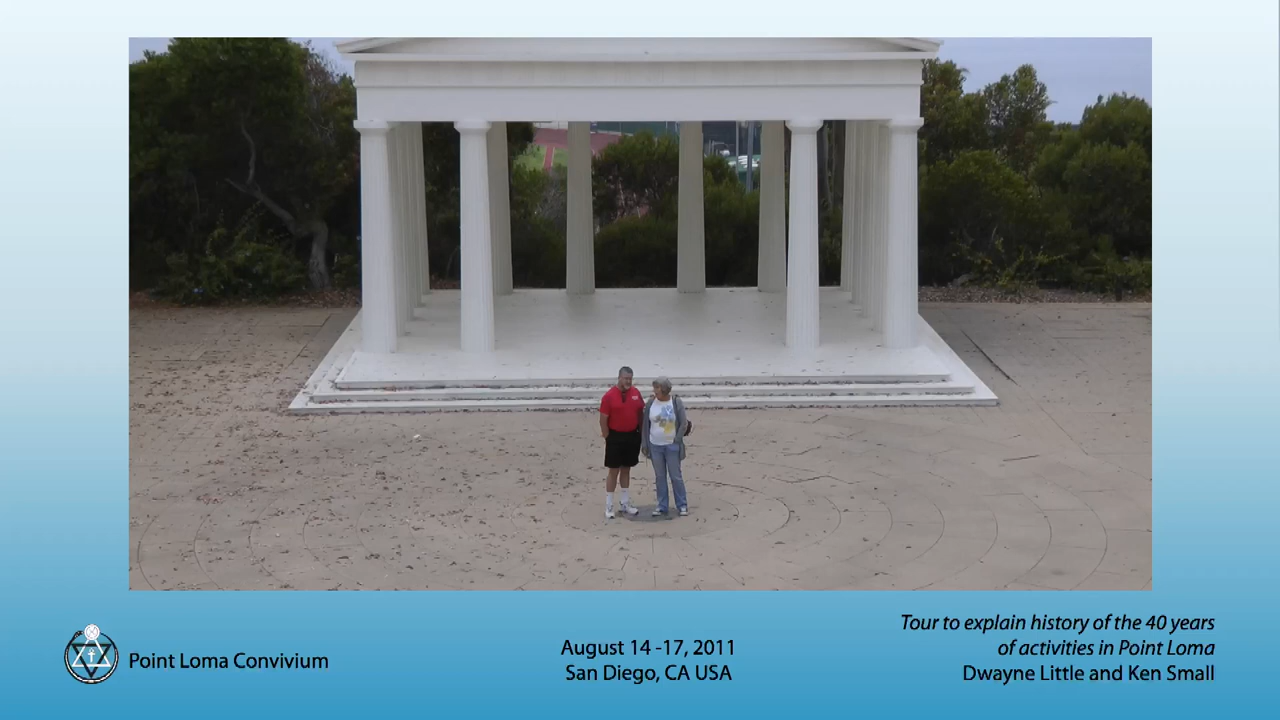 Point Loma Convivium
August 14 -17, 2011
San Diego, CA USA
Tour to explain history of the 40 years
of activities in Point Loma
Dwayne Little and Ken Small